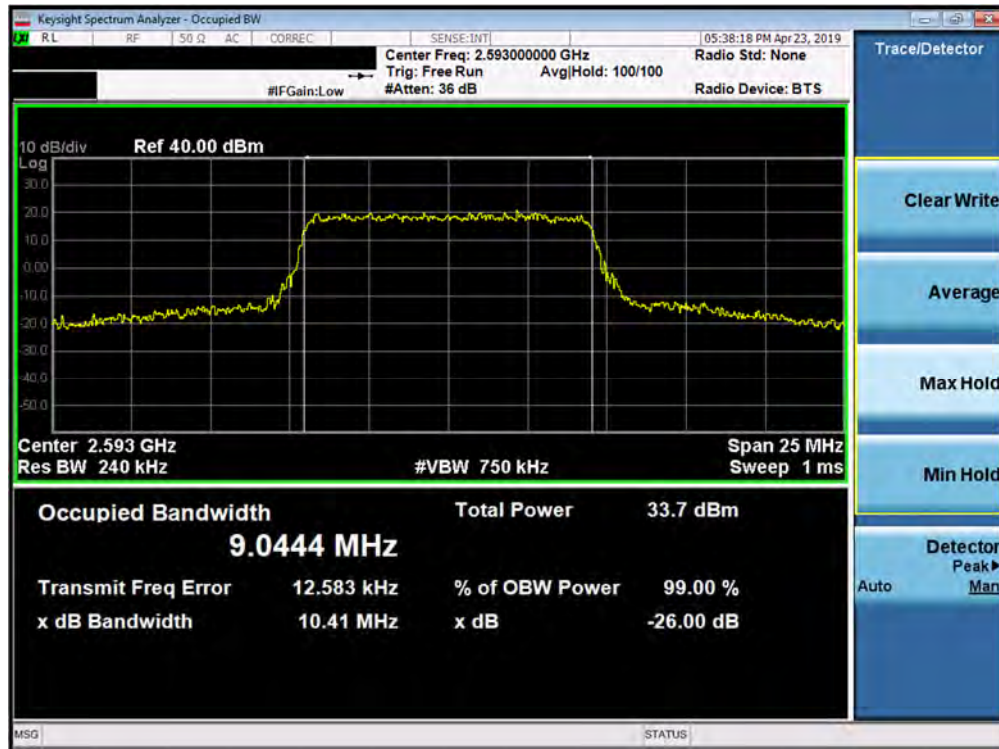 Keysight Spectrum Analyzer - Occupied BW
LXI RL RF 50 Ω AC CORREC SENSE:INT 05:38:18 PM Apr 23, 2019
Center Freq: 2.593000000 GHz Radio Std: None
Trig: Free Run Avg|Hold: 100/100
#IFGain:Low #Atten: 36 dB Radio Device: BTS
10 dB/div Ref 40.00 dBm
Log
30.0
20.0
10.0
0.00
-10.0
-20.0
-30.0
-40.0
-50.0
Center 2.593 GHz Span 25 MHz
Res BW 240 kHz #VBW 750 kHz Sweep 1 ms
Occupied Bandwidth Total Power 33.7 dBm
9.0444 MHz
Transmit Freq Error 12.583 kHz % of OBW Power 99.00 %
x dB Bandwidth 10.41 MHz x dB -26.00 dB
MSG STATUS
Trace/Detector
Clear Write
Average
Max Hold
Min Hold
Detector
Peak▶
Auto Man